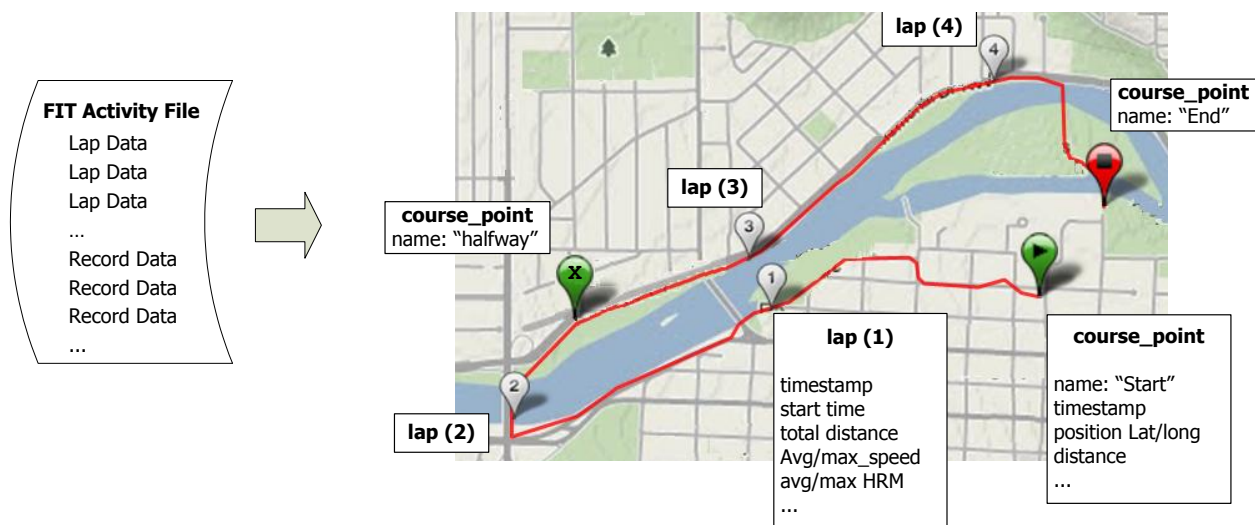 FIT Activity File
Lap Data
Lap Data
Lap Data
...
Record Data
Record Data
Record Data
...
lap (4)
4
course_point
name: “End”
lap (3)
3
course_point
name: “halfway”
X
1
2
lap (2)
lap (1)
timestamp
start time
total distance
Avg/max_speed
avg/max HRM
...
course_point
name: “Start”
timestamp
position Lat/long
distance
...